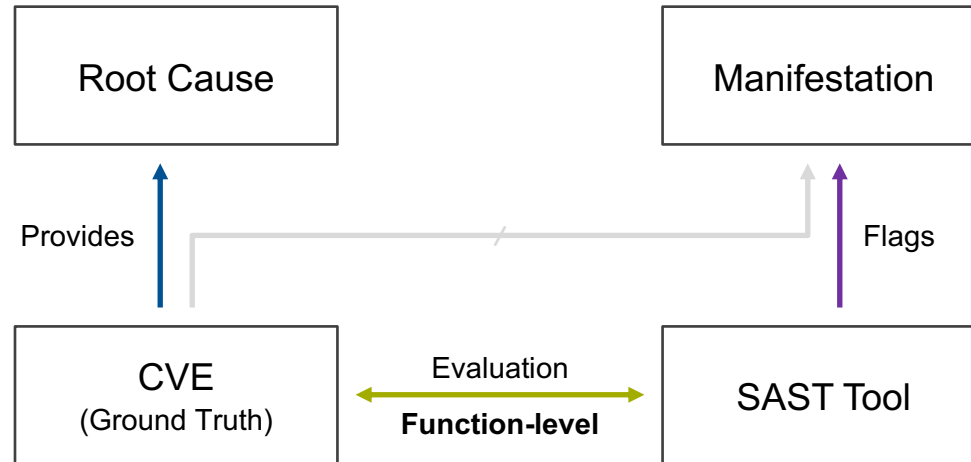 Root Cause
Manifestation
Provides
Flags
CVE
(Ground Truth)
Evaluation
Function-level
SAST Tool